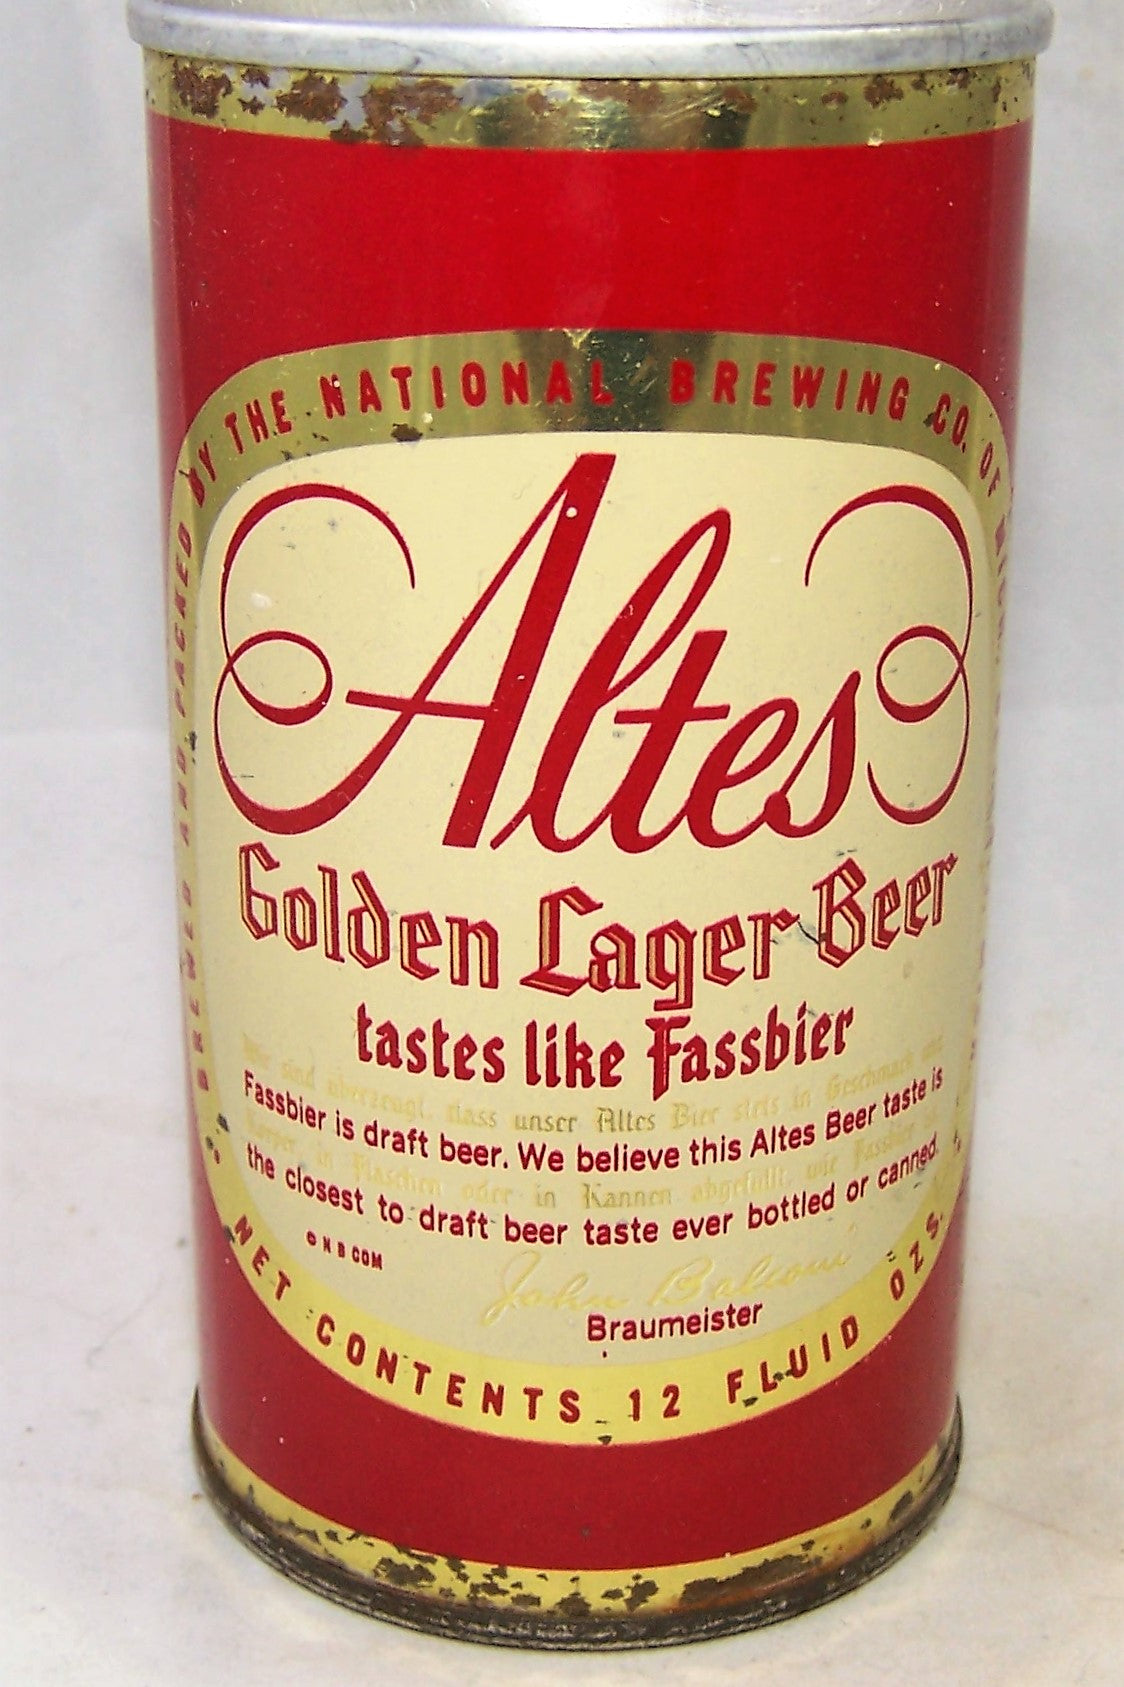 BREWED AND PACKED BY THE NATIONAL BREWING CO. OF
Altes
Golden Lager Beer
tastes like Fassbier
Wir sind überzeugt, dass unser Altes Bier stets in Geschmack und
Fassbier is draft beer. We believe this Altes Beer taste is
Körper in Flaschen oder in Kannen abgefüllt, wie Fassbier ist.
the closest to draft beer taste ever bottled or canned.
© N B COM
John
Braumeister
NET CONTENTS 12 FLUID OZS.